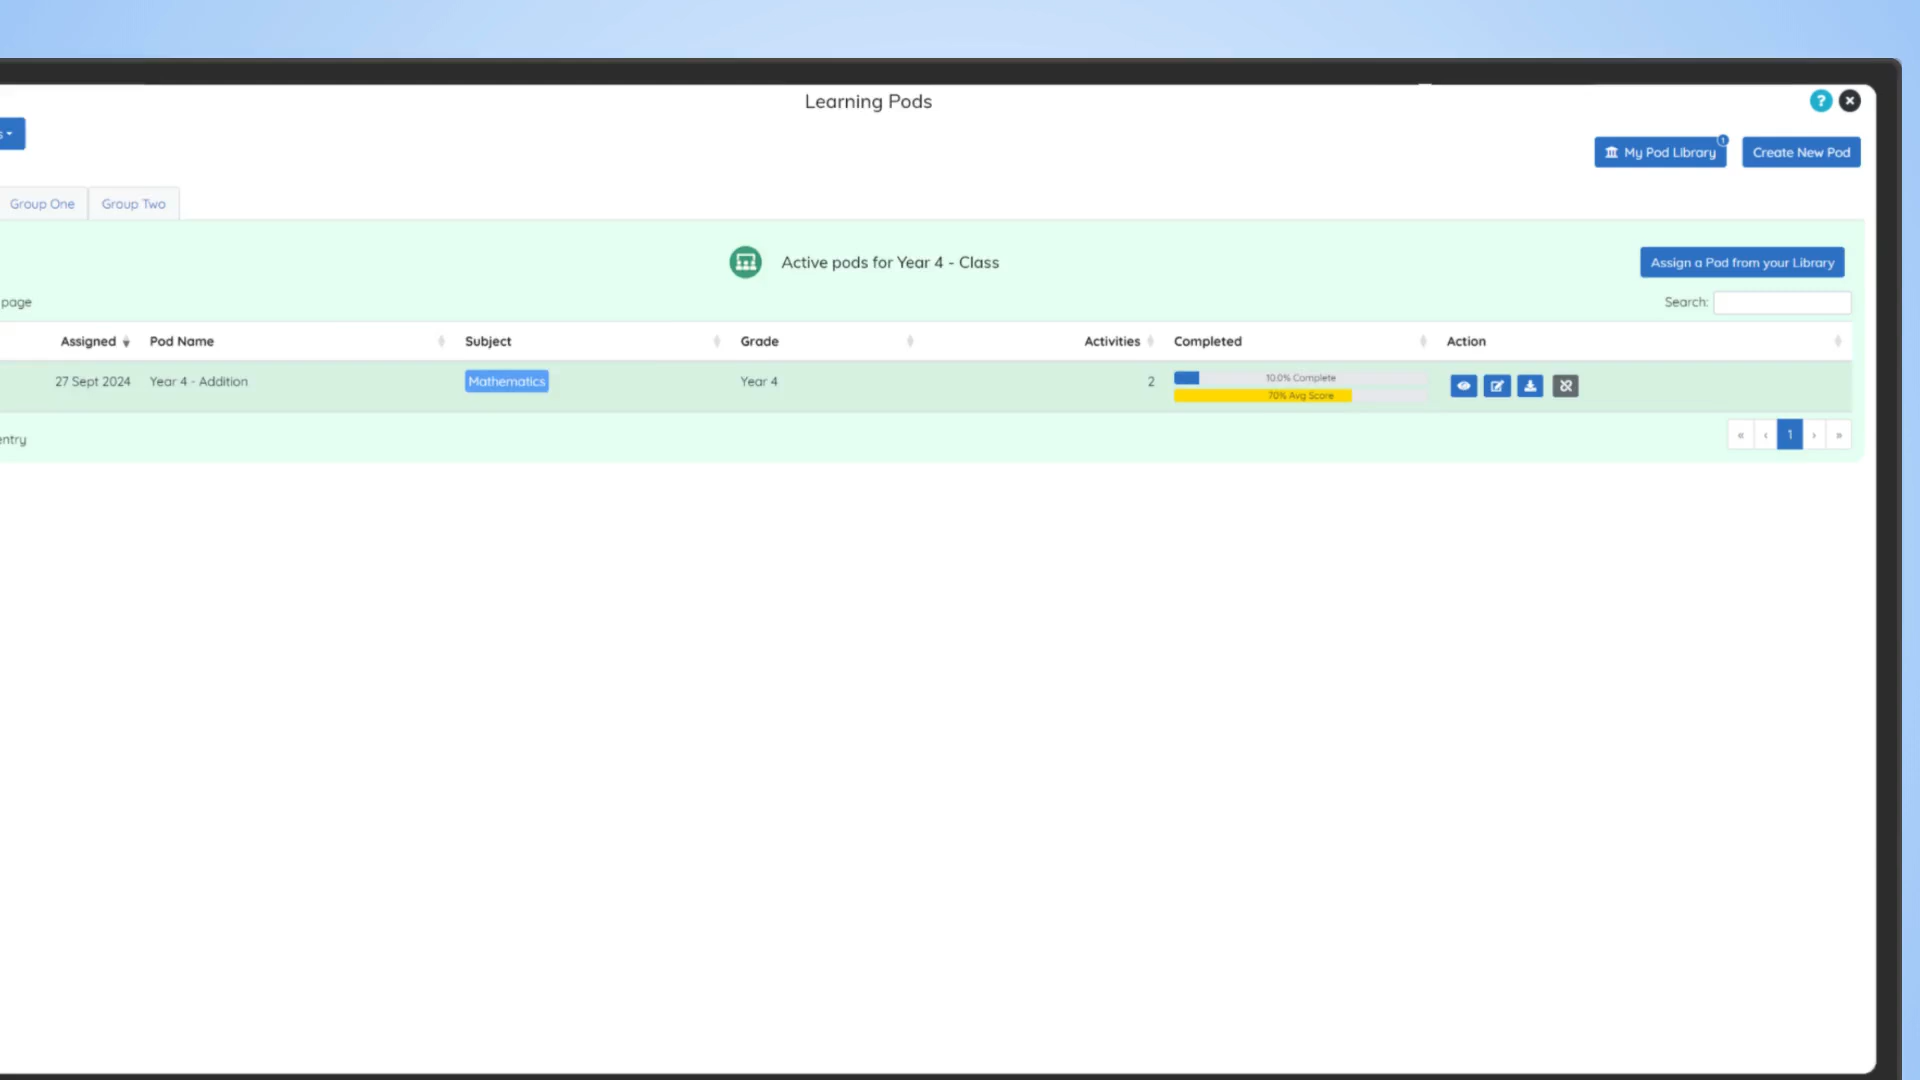 Learning Pods
?
s
My Pod Library
1
Create New Pod
Group One
Group Two
Active pods for Year 4 - Class
Assign a Pod from your Library
page
Search:
Assigned Pod Name Subject Grade Activities Completed Action
27 Sept 2024 Year 4 - Addition Mathematics Year 4 2 10.0% Complete
70% Avg Score
entry
« ‹ 1 › »